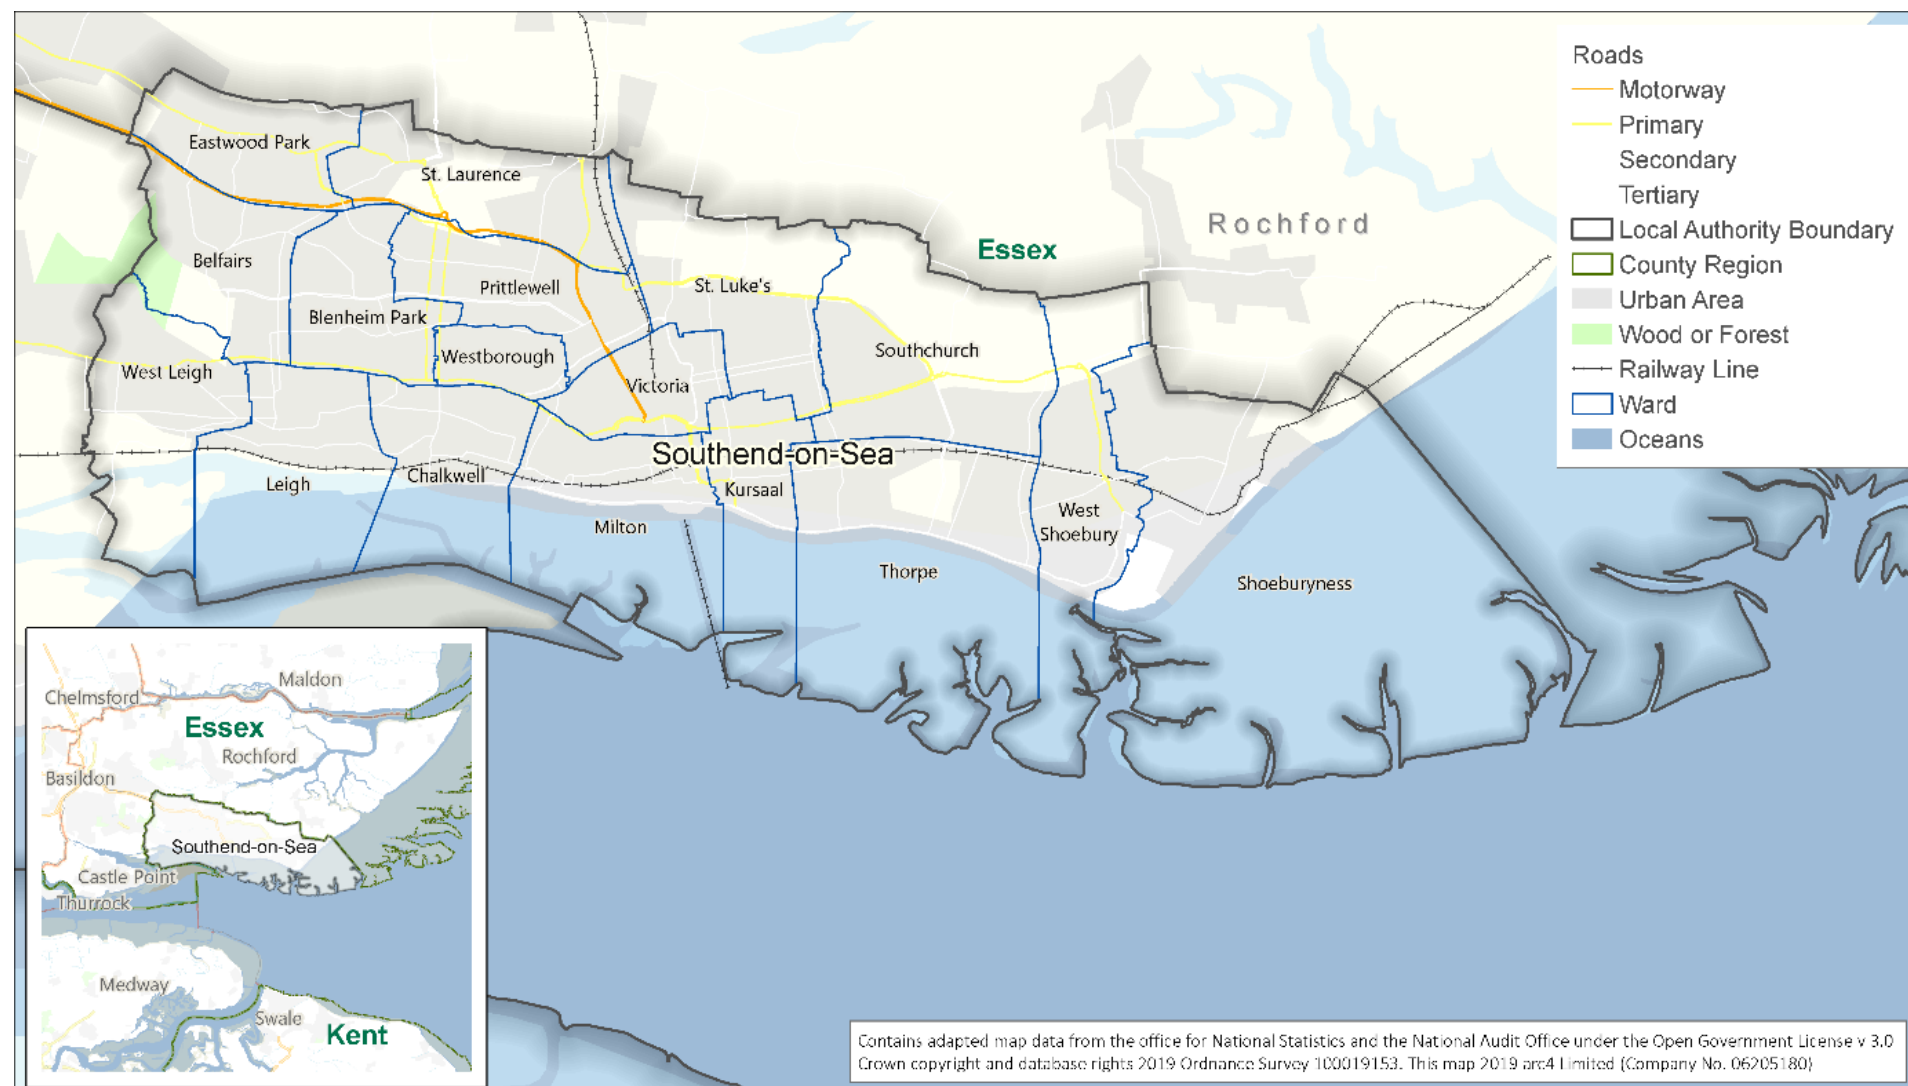 Roads
Motorway
Primary
Secondary
Tertiary
Local Authority Boundary
County Region
Urban Area
Wood or Forest
Railway Line
Ward
Oceans
Eastwood Park
St. Laurence
Rochford
Essex
Belfairs
Prittlewell
St. Luke's
Blenheim Park
Westborough
Southchurch
West Leigh
Victoria
Southend-on-Sea
Leigh
Chalkwell
Kursaal
Milton
West
Shoebury
Thorpe
Shoeburyness
Maldon
Chelmsford
Essex
Rochford
Basildon
Southend-on-Sea
Castle Point
Thurrock
Medway
Swale
Kent
Contains adapted map data from the office for National Statistics and the National Audit Office under the Open Government License v 3.0
Crown copyright and database rights 2019 Ordnance Survey 100019153. This map 2019 arc4 Limited (Company No. 06205180)